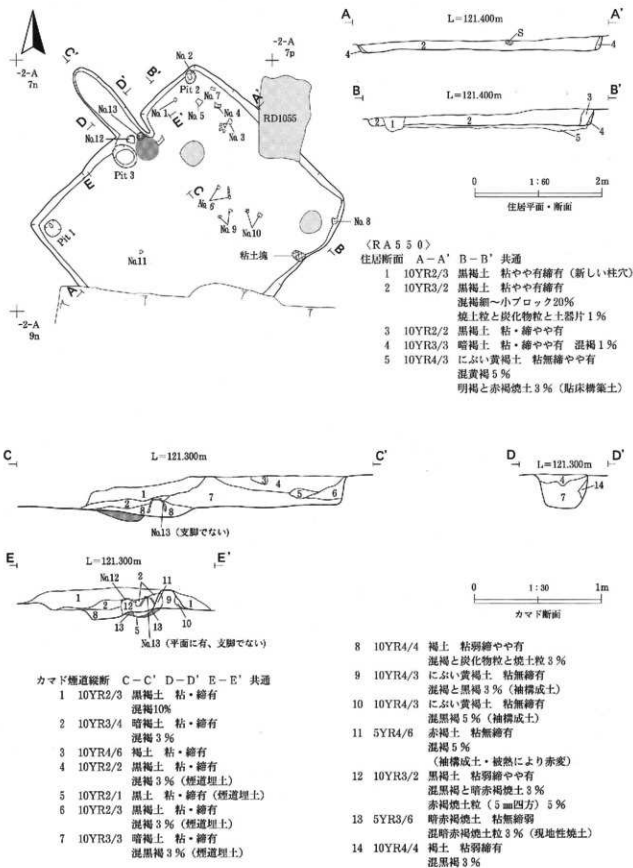 -2-A
7n
-2-A
7p
C'
D'
B'
No.2
Pit 2
No.7
No.13
No.1
E'
No.5
No.4
No.3
A'
RD1055
D
No.12
Pit 3
E
C
No.6
No.9
No.10
No.8
Pit 1
No.11
粘土塊
B
A
-2-A
9n
A
L=121.400m
A'
S
4
2
4
B
L=121.400m
B'
3
2
1
2
4
5
0
1:60
2m
住居平面・断面
〈RA550〉
住居断面 A-A' B-B' 共通
1 10YR2/3 黒褐土 粘やや有締有(新しい柱穴)
2 10YR3/2 黒褐土 粘やや有締有
混褐細~小ブロック20%
焼土粒と炭化物粒と土器片1%
3 10YR2/2 黒褐土 粘・締やや有
4 10YR3/3 暗褐土 粘・締やや有 混褐1%
5 10YR4/3 にぶい黄褐土 粘無締やや有
混黄褐5%
明褐と赤褐焼土3%(貼床構築土)
C
L=121.300m
C'
1
2
8
8
7
3
4
5
6
No.13(支脚でない)
D
L=121.300m
D'
4
14
7
E
L=121.300m
E'
No.12
2
11
1
2
12
9
1
8
13
5
13
10
No.13(平面に有、支脚でない)
0
1:30
1m
カマド断面
カマド煙道縦断 C-C' D-D' E-E' 共通
1 10YR2/3 黒褐土 粘・締有
混褐10%
2 10YR3/4 暗褐土 粘・締有
混褐3%
3 10YR4/6 褐土 粘・締有
4 10YR2/2 黒褐土 粘・締有
混褐3%(煙道埋土)
5 10YR2/1 黒土 粘・締有(煙道埋土)
6 10YR2/3 黒褐土 粘・締有
混褐3%(煙道埋土)
7 10YR3/3 暗褐土 粘・締有
混黒褐3%(煙道埋土)
8 10YR4/4 褐土 粘弱締やや有
混褐と炭化物粒と焼土粒3%
9 10YR4/3 にぶい黄褐土 粘無締有
混褐と黒褐3%(袖構成土)
10 10YR4/3 にぶい黄褐土 粘無締有
混黒褐5%(袖構成土)
11 5YR4/6 赤褐土 粘無締有
混褐5%
(袖構成土・被熱により赤変)
12 10YR3/2 黒褐土 粘弱締やや有
混黒褐と暗赤褐焼土3%
赤褐焼土粒(5㎜四方)5%
13 5YR3/6 暗赤褐焼土 粘無締弱
混暗赤褐焼土粒3%(現地性焼土)
14 10YR4/4 褐土 粘弱締有
混黒褐3%